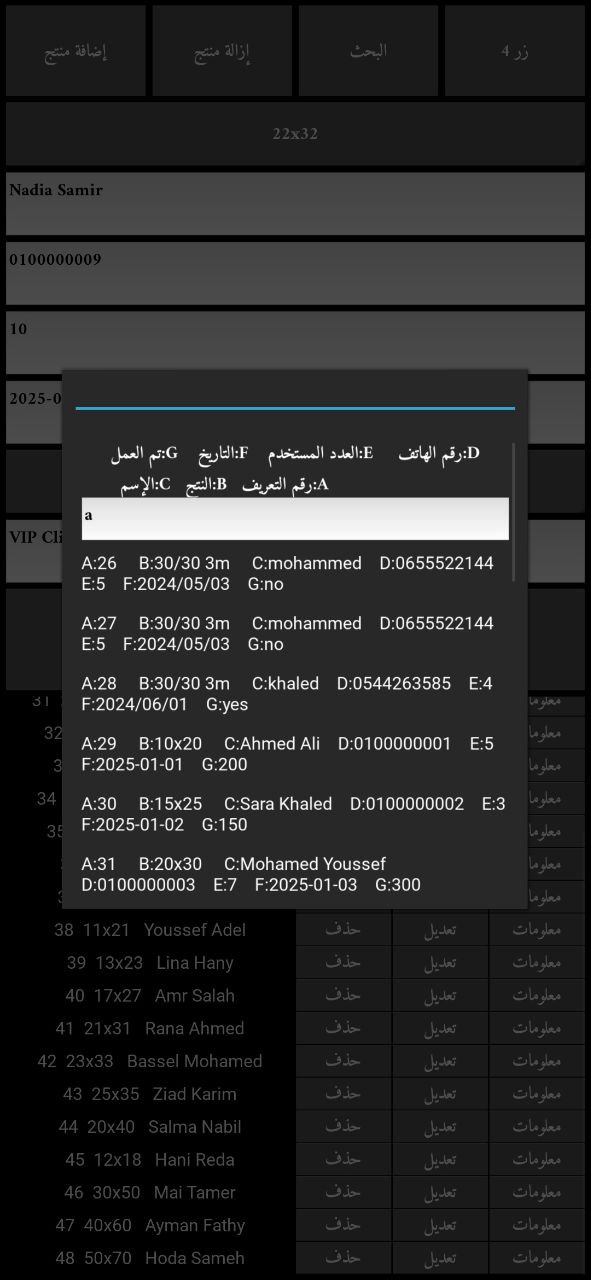 إضافة منتج إزالة منتج البحث زر 4
22x32
Nadia Samir
0100000009
10
2025-0
D:رقم الهاتف E:العدد المستخدم F:التاريخ G:تم العمل
A:رقم التعريف B:النتج C:الإسم
a
VIP Cli
A:26 B:30/30 3m C:mohammed D:0655522144
E:5 F:2024/05/03 G:no
A:27 B:30/30 3m C:mohammed D:0655522144
E:5 F:2024/05/03 G:no
A:28 B:30/30 3m C:khaled D:0544263585 E:4
F:2024/06/01 G:yes
A:29 B:10x20 C:Ahmed Ali D:0100000001 E:5
F:2025-01-01 G:200
A:30 B:15x25 C:Sara Khaled D:0100000002 E:3
F:2025-01-02 G:150
A:31 B:20x30 C:Mohamed Youssef
D:0100000003 E:7 F:2025-01-03 G:300
31 معلوما
32 معلوما
3 معلوما
34 معلوما
35 معلوما
معلوما
3 معلوما
38 11x21 Youssef Adel حذف تعديل معلومات
39 13x23 Lina Hany حذف تعديل معلومات
40 17x27 Amr Salah حذف تعديل معلومات
41 21x31 Rana Ahmed حذف تعديل معلومات
42 23x33 Bassel Mohamed حذف تعديل معلومات
43 25x35 Ziad Karim حذف تعديل معلومات
44 20x40 Salma Nabil حذف تعديل معلومات
45 12x18 Hani Reda حذف تعديل معلومات
46 30x50 Mai Tamer حذف تعديل معلومات
47 40x60 Ayman Fathy حذف تعديل معلومات
48 50x70 Hoda Sameh حذف تعديل معلومات